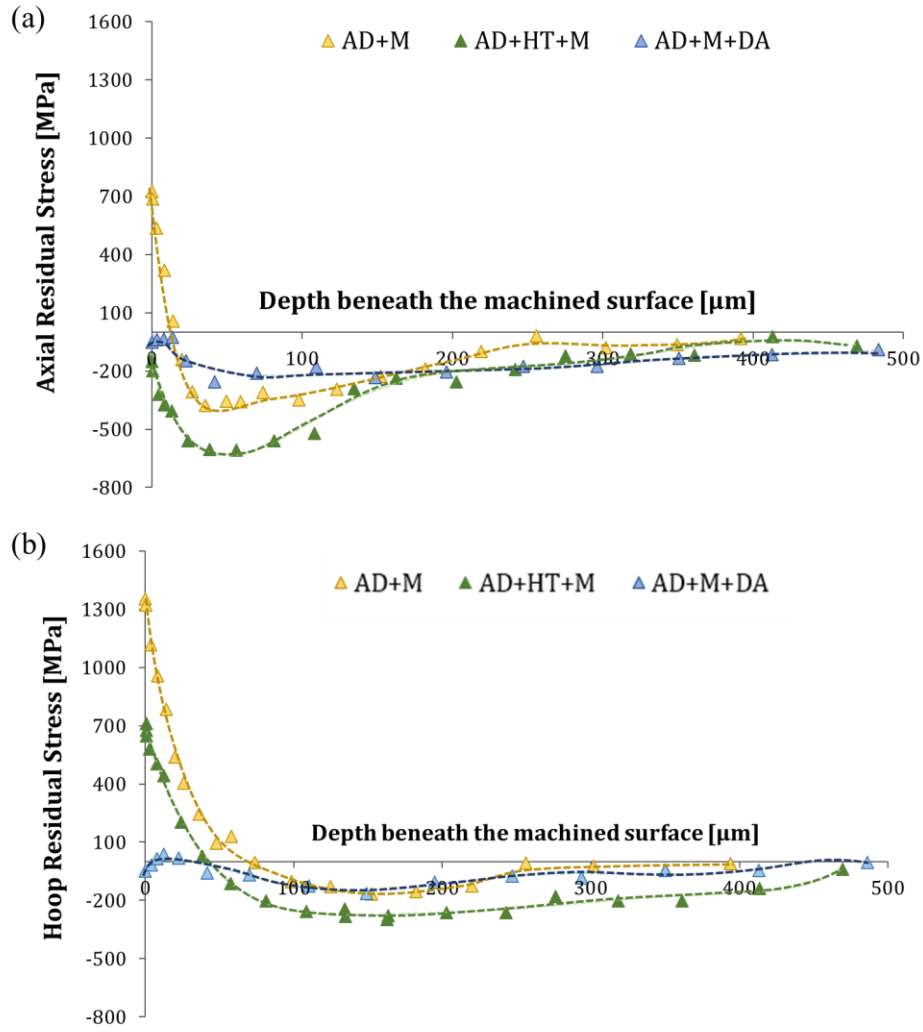 (a)
1600
1300
1000
700
400
100
-200
-500
-800
Axial Residual Stress [MPa]
AD+M AD+HT+M AD+M+DA
Depth beneath the machined surface [µm]
0 100 200 300 400 500
(b)
1600
1300
1000
700
400
100
-200
-500
-800
Hoop Residual Stress [MPa]
AD+M AD+HT+M AD+M+DA
Depth beneath the machined surface [µm]
0 100 200 300 400 500